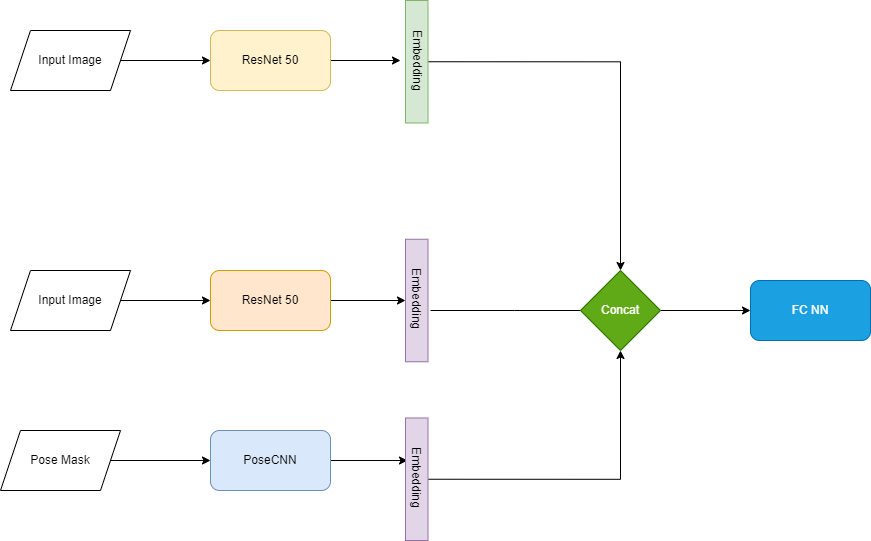 Input Image
ResNet 50
Embedding
Input Image
ResNet 50
Embedding
Concat
FC NN
Pose Mask
PoseCNN
Embedding